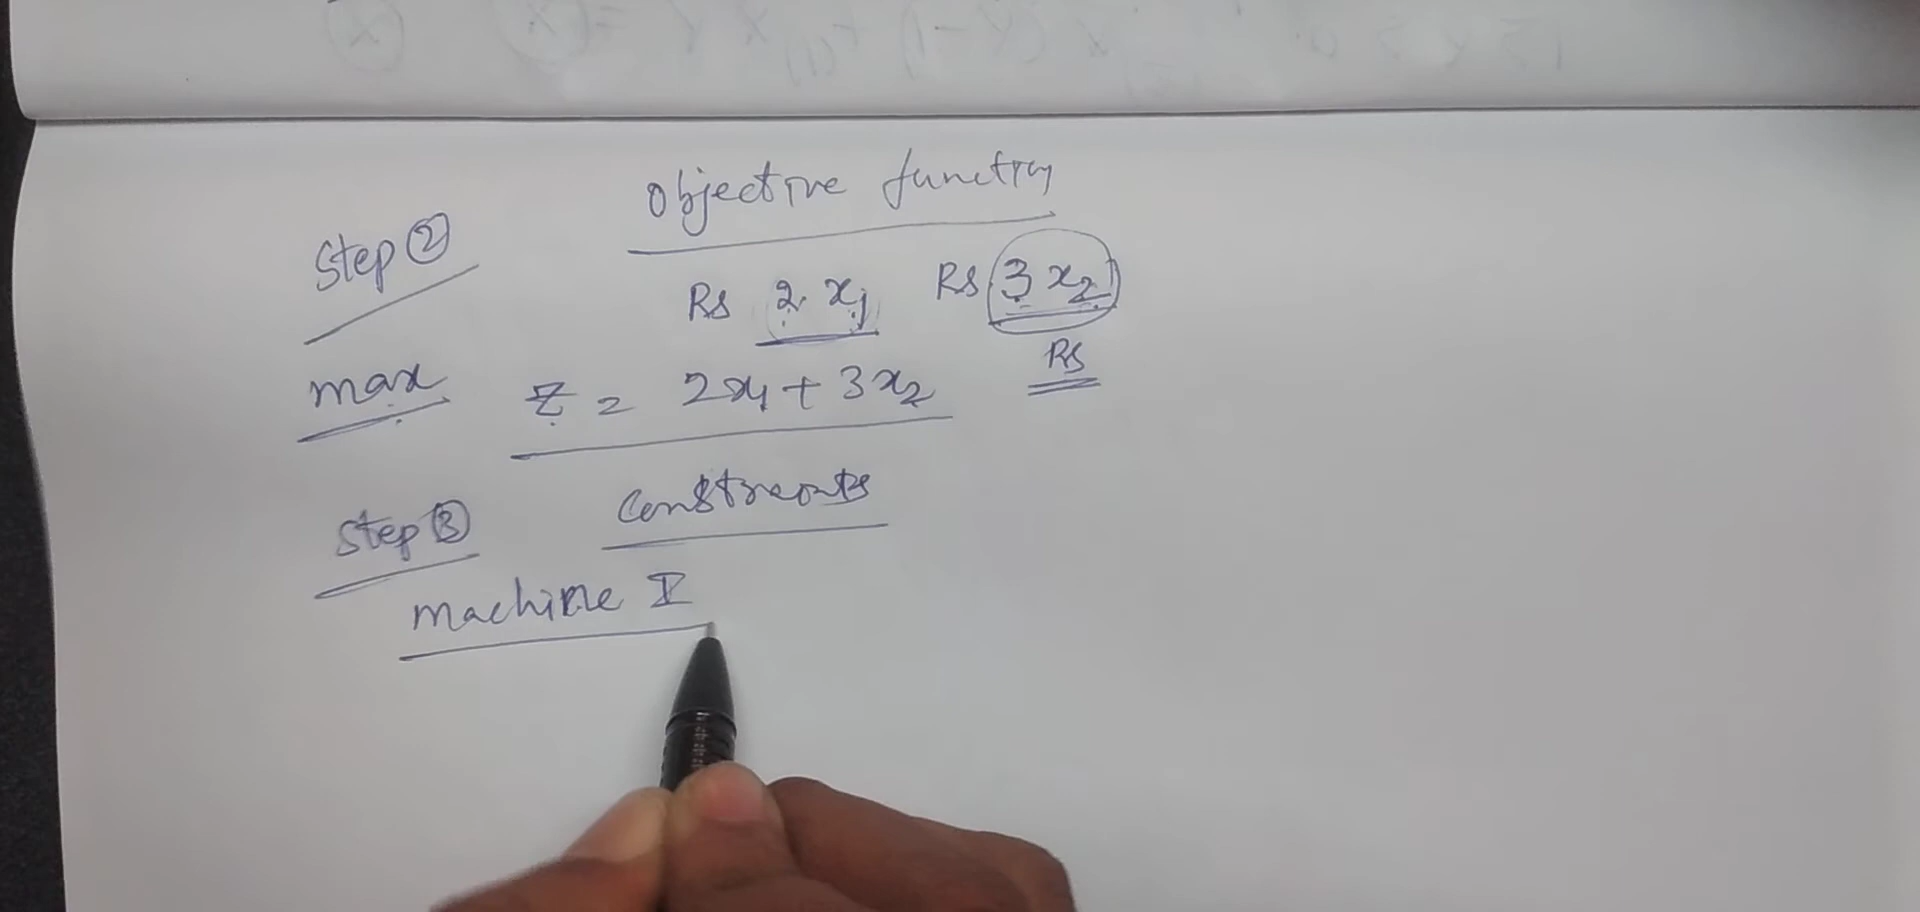 Objective function
Step ②
Rs 2 x₁ Rs 3 x₂
Rs
max Z = 2x₁ + 3x₂
Step ③ Constraints
Machine I